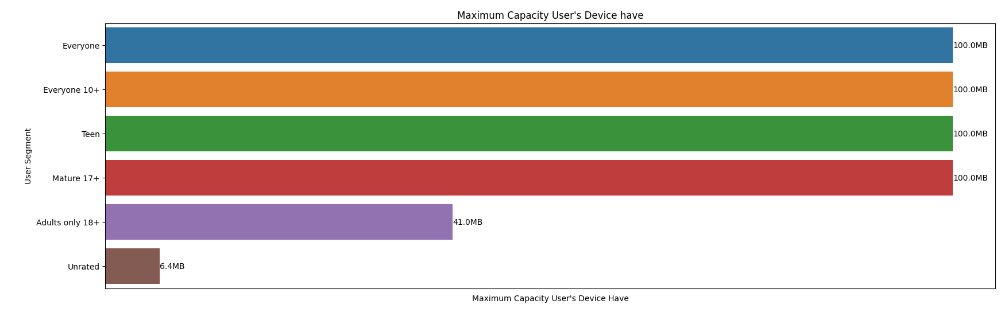 Maximum Capacity User's Device have
User Segment
Everyone
100.0MB
Everyone 10+
100.0MB
Teen
100.0MB
Mature 17+
100.0MB
Adults only 18+
41.0MB
Unrated
6.4MB
Maximum Capacity User's Device Have